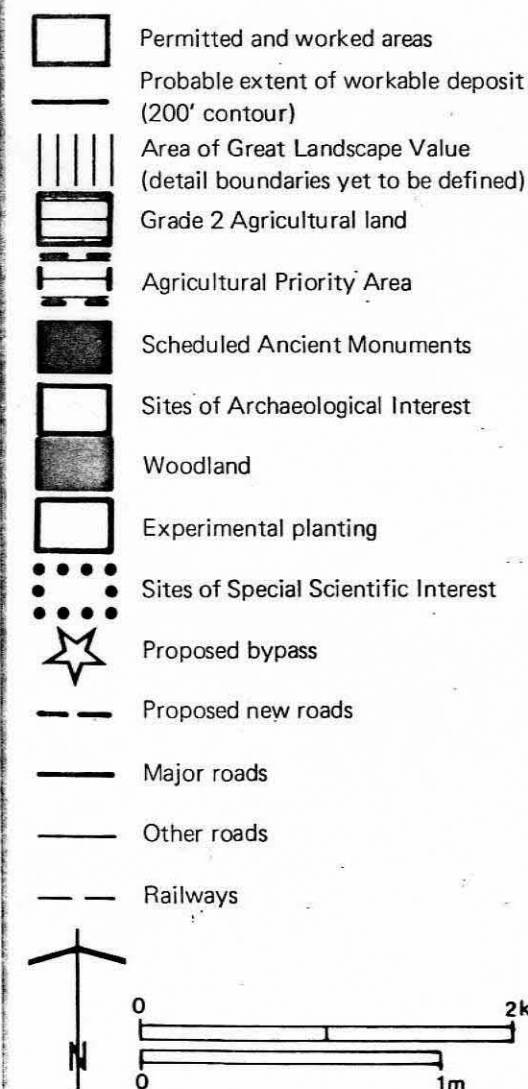 Permitted and worked areas
Probable extent of workable deposit
(200' contour)
Area of Great Landscape Value
(detail boundaries yet to be defined)
Grade 2 Agricultural land
Agricultural Priority Area
Scheduled Ancient Monuments
Sites of Archaeological Interest
Woodland
Experimental planting
Sites of Special Scientific Interest
Proposed bypass
Proposed new roads
Major roads
Other roads
Railways
0 2k
N
0 1m